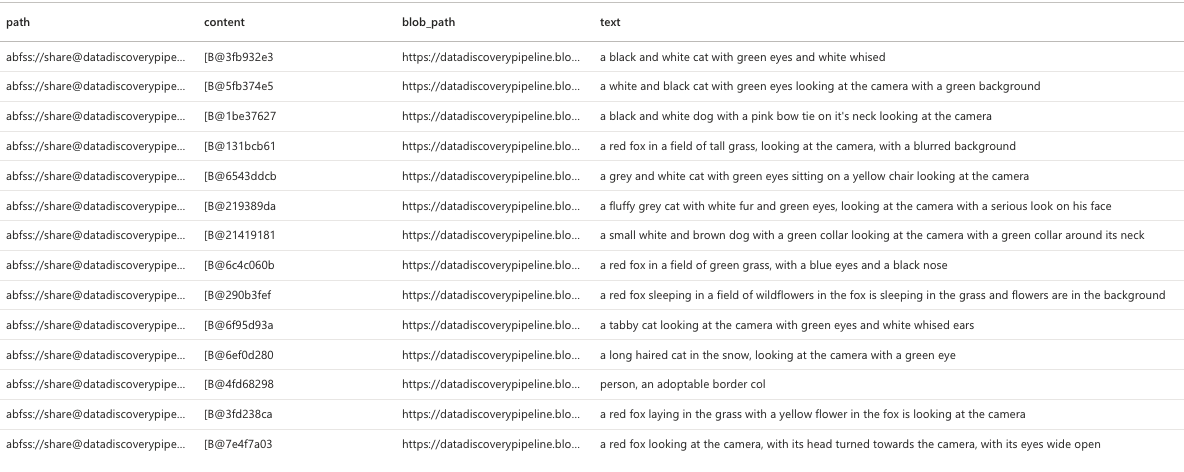 path content blob_path text
abfss://share@datadiscoverypipe... [B@3fb932e3 https://datadiscoverypipeline.blo... a black and white cat with green eyes and white whised
abfss://share@datadiscoverypipe... [B@5fb374e5 https://datadiscoverypipeline.blo... a white and black cat with green eyes looking at the camera with a green background
abfss://share@datadiscoverypipe... [B@1be37627 https://datadiscoverypipeline.blo... a black and white dog with a pink bow tie on it's neck looking at the camera
abfss://share@datadiscoverypipe... [B@131bcb61 https://datadiscoverypipeline.blo... a red fox in a field of tall grass, looking at the camera, with a blurred background
abfss://share@datadiscoverypipe... [B@6543ddcb https://datadiscoverypipeline.blo... a grey and white cat with green eyes sitting on a yellow chair looking at the camera
abfss://share@datadiscoverypipe... [B@219389da https://datadiscoverypipeline.blo... a fluffy grey cat with white fur and green eyes, looking at the camera with a serious look on his face
abfss://share@datadiscoverypipe... [B@21419181 https://datadiscoverypipeline.blo... a small white and brown dog with a green collar looking at the camera with a green collar around its neck
abfss://share@datadiscoverypipe... [B@6c4c060b https://datadiscoverypipeline.blo... a red fox in a field of green grass, with a blue eyes and a black nose
abfss://share@datadiscoverypipe... [B@290b3fef https://datadiscoverypipeline.blo... a red fox sleeping in a field of wildflowers in the fox is sleeping in the grass and flowers are in the background
abfss://share@datadiscoverypipe... [B@6f95d93a https://datadiscoverypipeline.blo... a tabby cat looking at the camera with green eyes and white whised ears
abfss://share@datadiscoverypipe... [B@6ef0d280 https://datadiscoverypipeline.blo... a long haired cat in the snow, looking at the camera with a green eye
abfss://share@datadiscoverypipe... [B@4fd68298 https://datadiscoverypipeline.blo... person, an adoptable border col
abfss://share@datadiscoverypipe... [B@3fd238ca https://datadiscoverypipeline.blo... a red fox laying in the grass with a yellow flower in the fox is looking at the camera
abfss://share@datadiscoverypipe... [B@7e4f7a03 https://datadiscoverypipeline.blo... a red fox looking at the camera, with its head turned towards the camera, with its eyes wide open